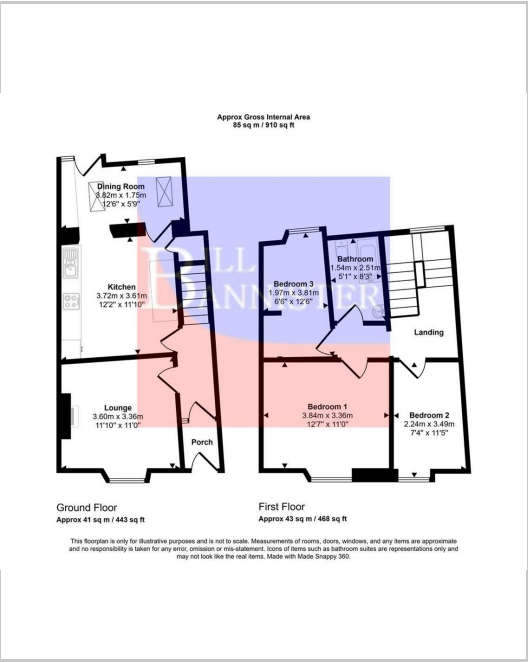 Approx Gross Internal Area
85 sq m / 910 sq ft
Dining Room
3.82m x 1.75m
12'6" x 5'9"
Kitchen
3.72m x 3.61m
12'2" x 11'10"
Lounge
3.60m x 3.36m
11'10" x 11'0"
Porch
BILL
BANNISTER
Bedroom 3
1.97m x 3.81m
6'6" x 12'6"
Bathroom
1.54m x 2.51m
5'1" x 8'3"
Landing
Bedroom 1
3.84m x 3.36m
12'7" x 11'0"
Bedroom 2
2.24m x 3.49m
7'4" x 11'5"
Ground Floor
Approx 41 sq m / 443 sq ft
First Floor
Approx 43 sq m / 468 sq ft
This floorplan is only for illustrative purposes and is not to scale. Measurements of rooms, doors, windows, and any items are approximate
and no responsibility is taken for any error, omission or mis-statement. Icons of items such as bathroom suites are representations only and
may not look like the real items. Made with Made Snappy 360.